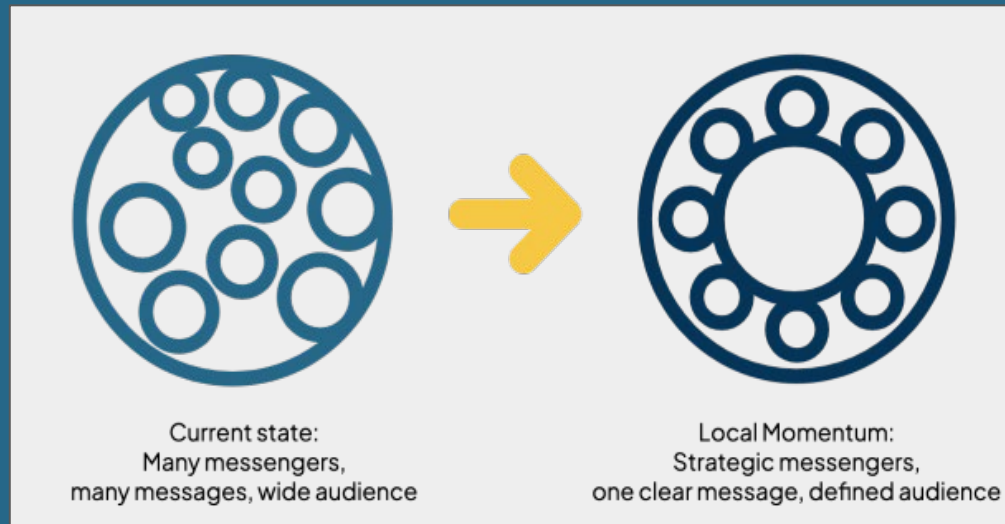 Current state:
Many messengers,
many messages, wide audience
Local Momentum:
Strategic messengers,
one clear message, defined audience